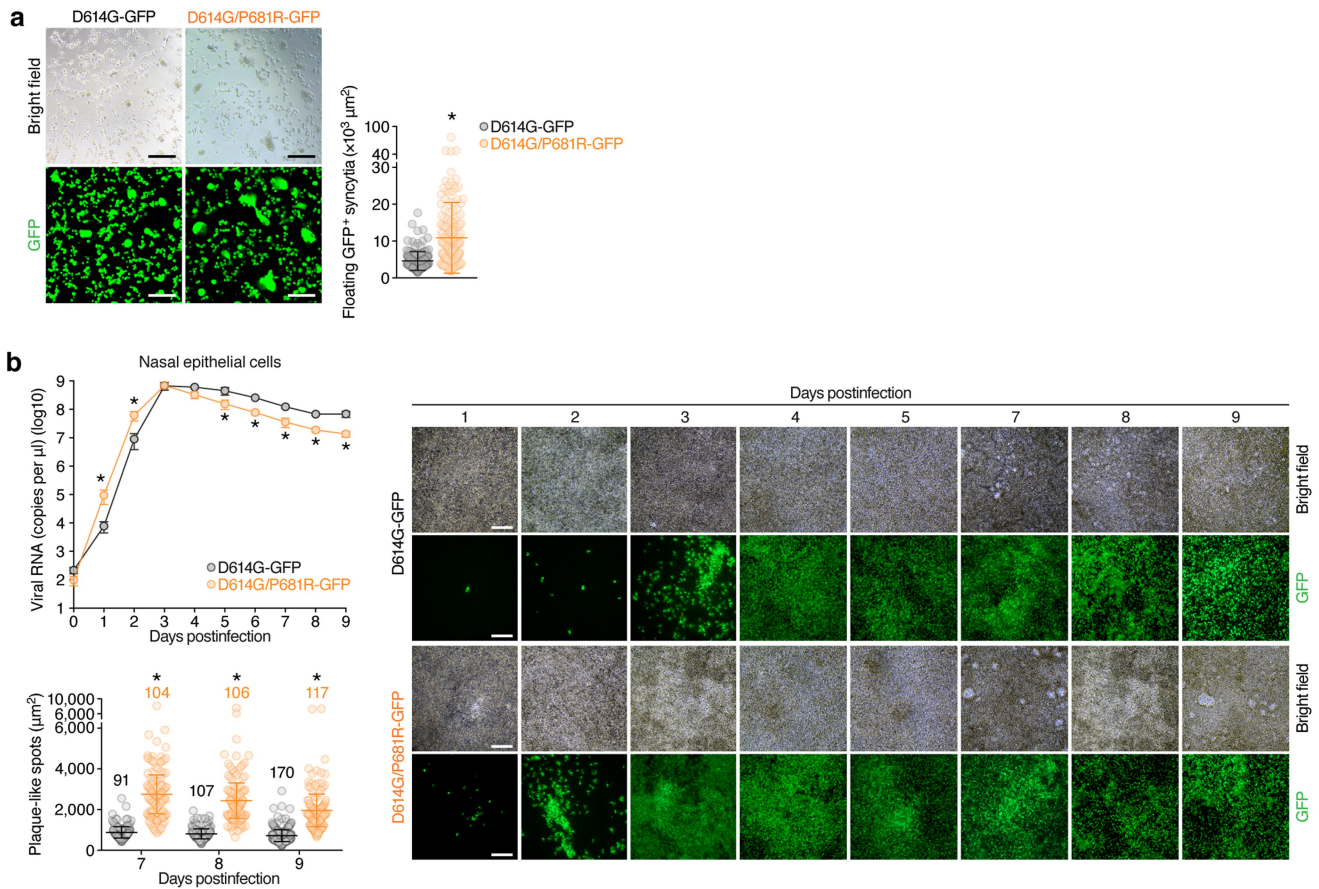 a
D614G-GFP D614G/P681R-GFP
Bright field
GFP
Floating GFP+ syncytia (×10³ µm²)
100
40
30
20
10
0
*
D614G-GFP
D614G/P681R-GFP
b
Nasal epithelial cells
Viral RNA (copies per µl) (log10)
9
8
7
6
5
4
3
2
1
* * * * * * *
D614G-GFP
D614G/P681R-GFP
0 1 2 3 4 5 6 7 8 9
Days postinfection
Plaque-like spots (µm²)
10,000
6,000
6,000
4,000
2,000
0
* * *
104 106 117
91 107 170
7 8 9
Days postinfection
Days postinfection
1 2 3 4 5 7 8 9
D614G-GFP
Bright field
GFP
D614G/P681R-GFP
Bright field
GFP